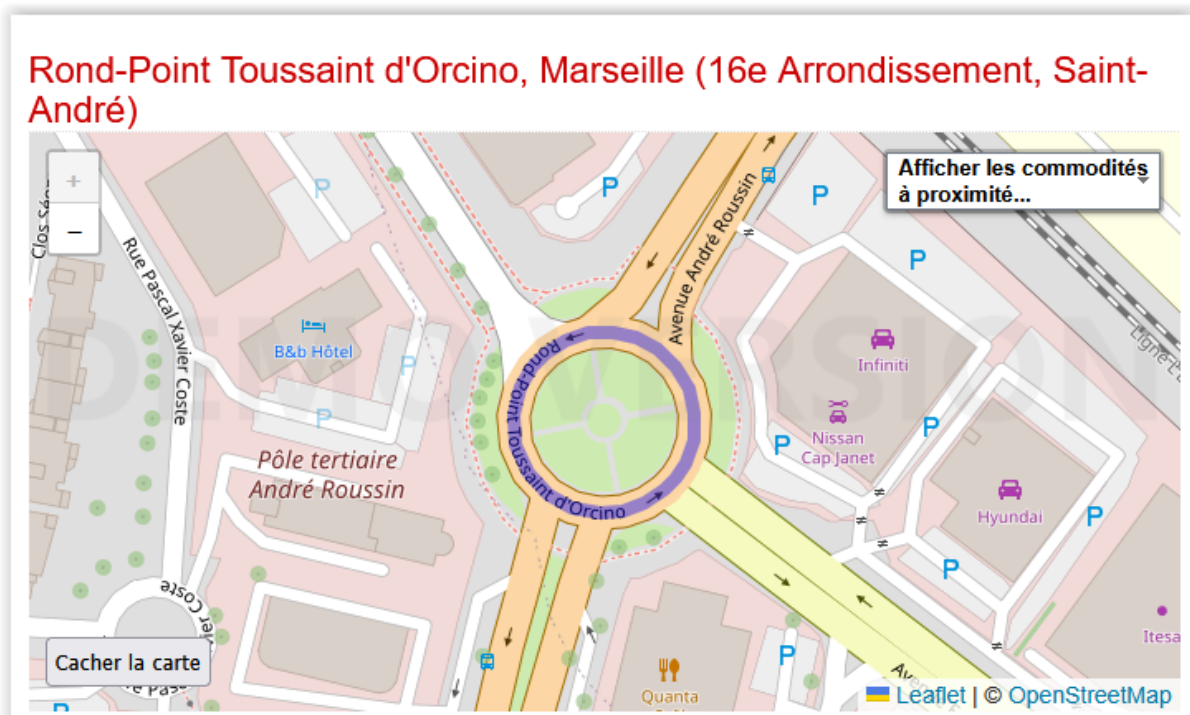 Rond-Point Toussaint d'Orcino, Marseille (16e Arrondissement, Saint-
André)
+
−
Afficher les commodités
à proximité...
P
P
P
P
Rue Pascal Xavier Coste
Avenue André Roussin
B&b Hôtel
P
P
Rond-Point Toussaint d'Orcino
Infiniti
Nissan
Cap Janet
P
P
Hyundai
P
P
Pôle tertiaire
André Roussin
DEMO VERSION
Coste
Cacher la carte
P
P
Quanta
Leaflet | © OpenStreetMap